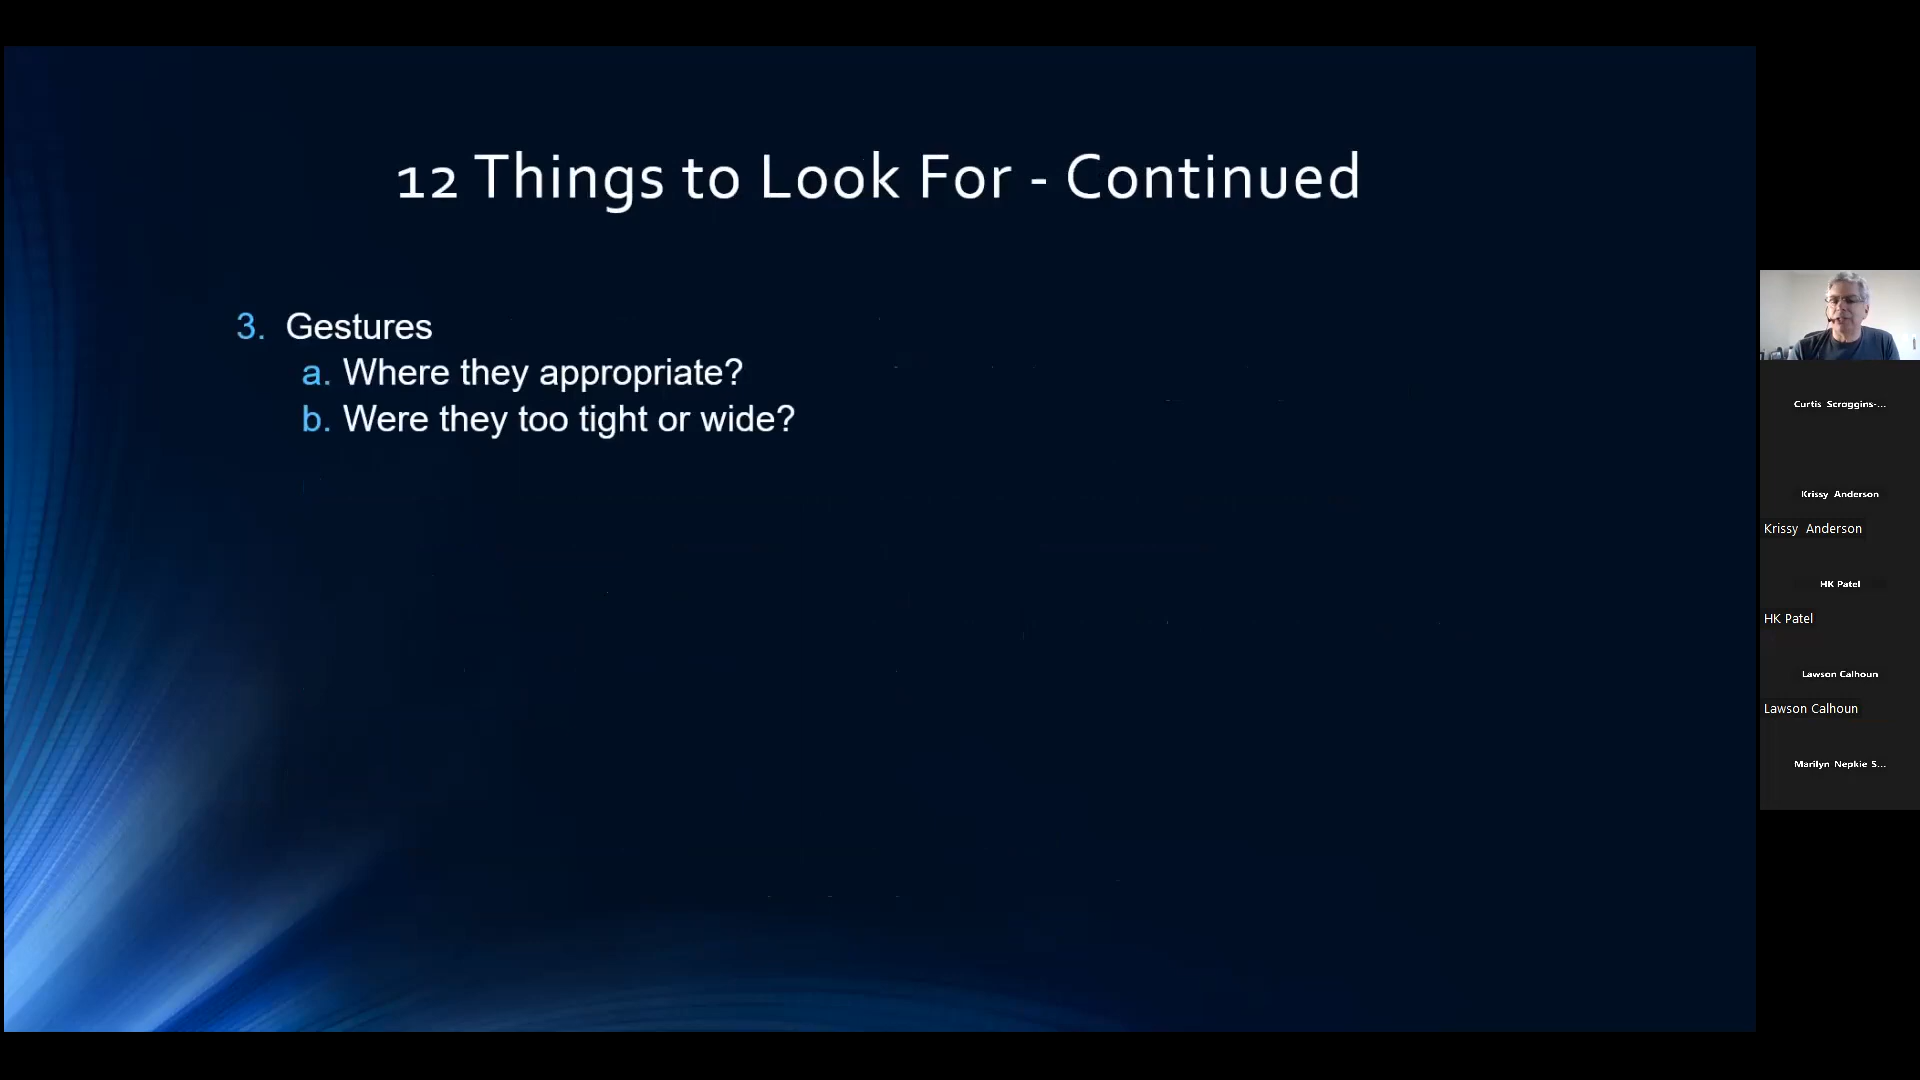 12 Things to Look For - Continued
3. Gestures
a. Where they appropriate?
b. Were they too tight or wide?
Curtis Scroggins-...
Krissy Anderson
Krissy Anderson
HK Patel
HK Patel
Lawson Calhoun
Lawson Calhoun
Marilyn Nepkie S...